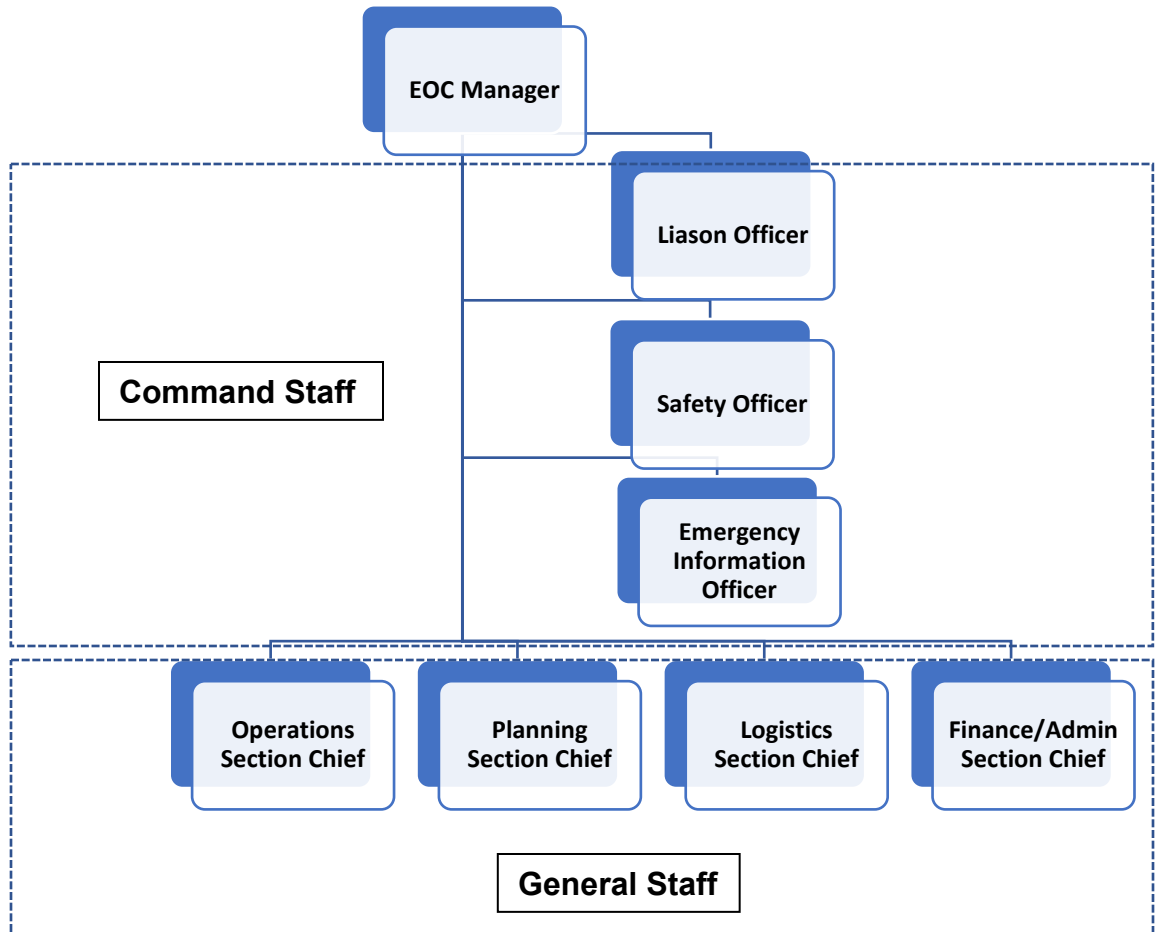 EOC Manager
Liason Officer
Command Staff
Safety Officer
Emergency
Information
Officer
Operations
Section Chief
Planning
Section Chief
Logistics
Section Chief
Finance/Admin
Section Chief
General Staff